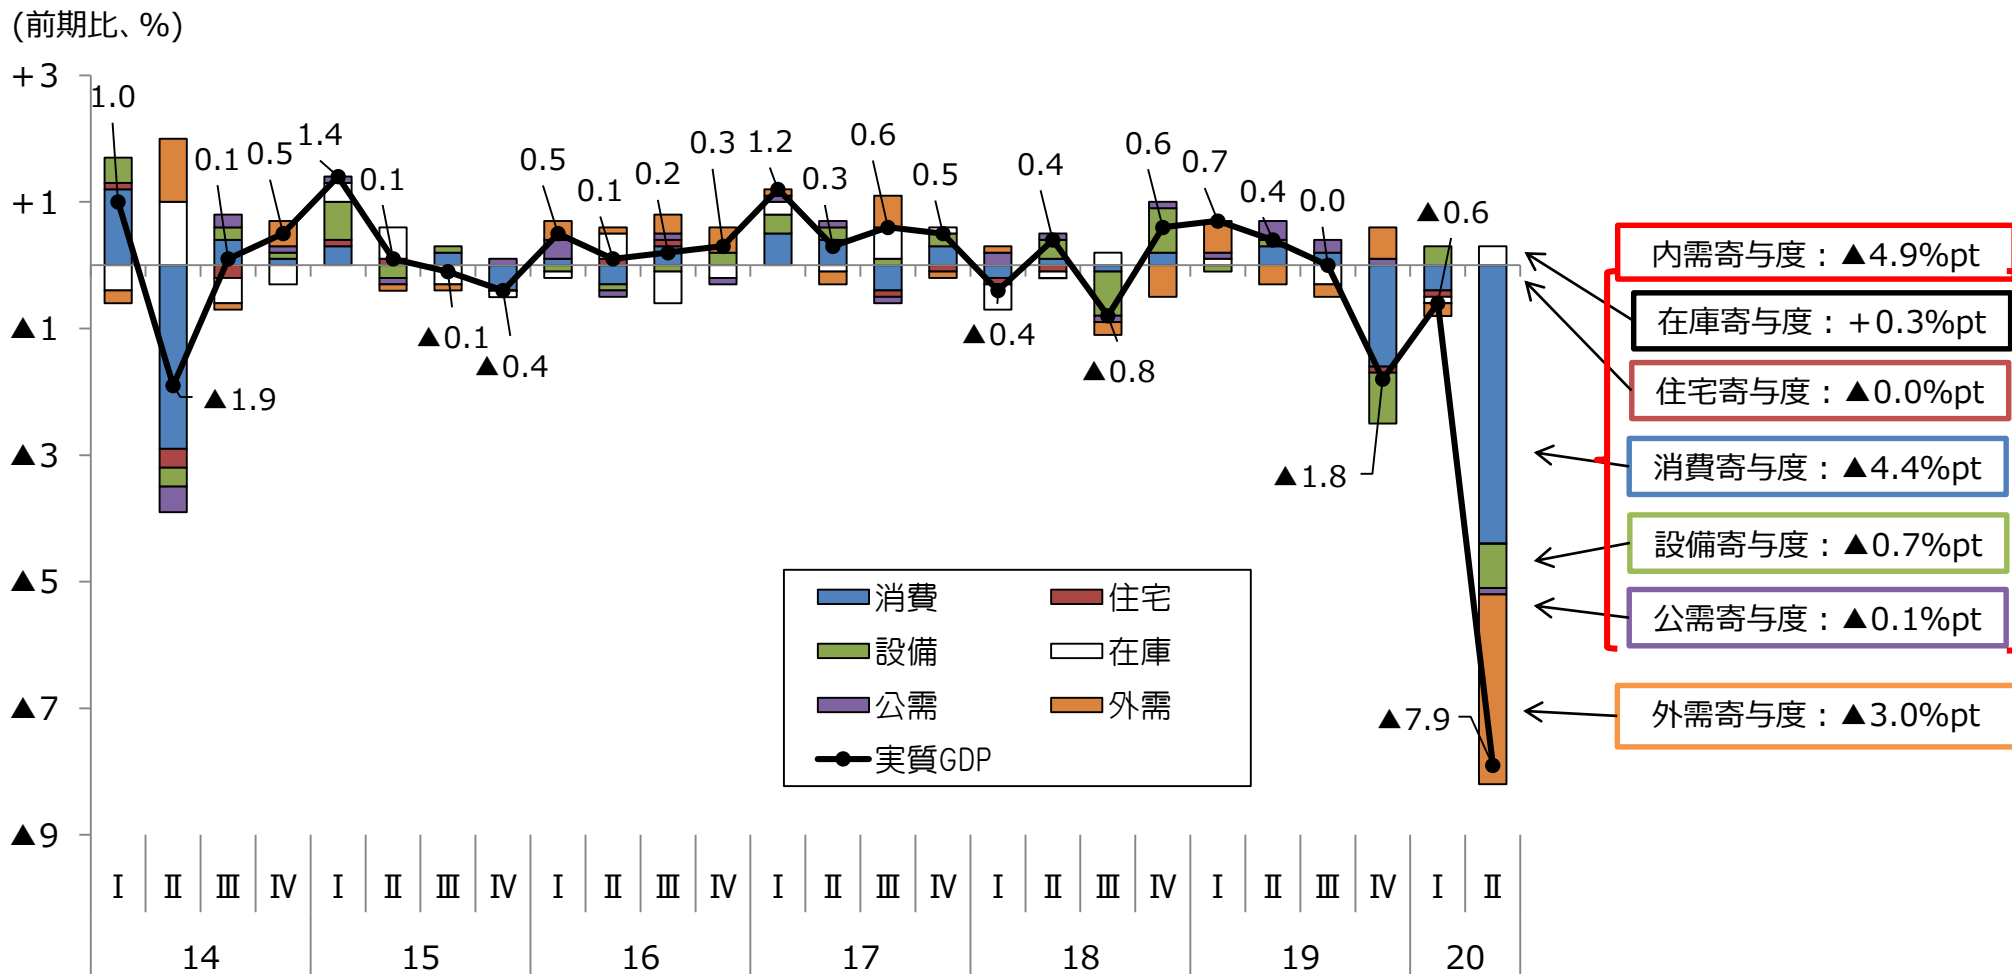 (前期比、%)
+3
+1
▲1
▲3
▲5
▲7
▲9
1.0
▲1.9
0.1
0.5
1.4
0.1
▲0.1
▲0.4
0.5
0.1
0.2
0.3
1.2
0.3
0.6
0.5
▲0.4
0.4
▲0.8
0.6
0.7
0.4
0.0
▲1.8
▲0.6
▲7.9
内需寄与度：▲4.9%pt
在庫寄与度：+0.3%pt
住宅寄与度：▲0.0%pt
消費寄与度：▲4.4%pt
設備寄与度：▲0.7%pt
公需寄与度：▲0.1%pt
外需寄与度：▲3.0%pt
消費 住宅
設備 在庫
公需 外需
実質GDP
Ⅰ Ⅱ Ⅲ Ⅳ Ⅰ Ⅱ Ⅲ Ⅳ Ⅰ Ⅱ Ⅲ Ⅳ Ⅰ Ⅱ Ⅲ Ⅳ Ⅰ Ⅱ Ⅲ Ⅳ Ⅰ Ⅱ Ⅲ Ⅳ Ⅰ Ⅱ
14 15 16 17 18 19 20